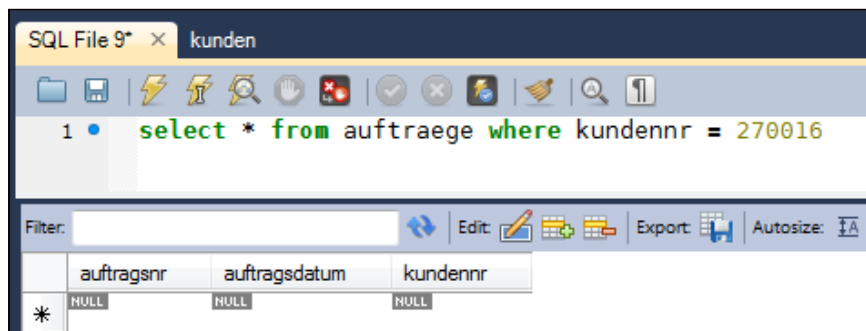 SQL File 9* × kunden
1 select * from auftraege where kundennr = 270016
Filter: Edit: Export: Autosize:
auftragsnr auftragsdatum kundennr
* NULL NULL NULL